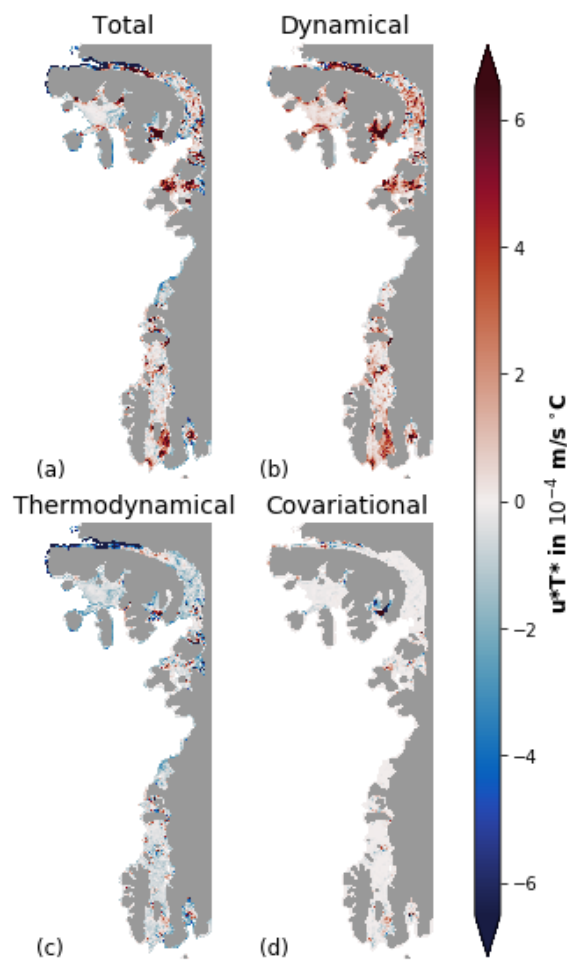 Total
Dynamical
(a)
(b)
Thermodynamical
Covariational
(c)
(d)
6
4
2
0
−2
−4
−6
u*T* in 10⁻⁴ m/s °C